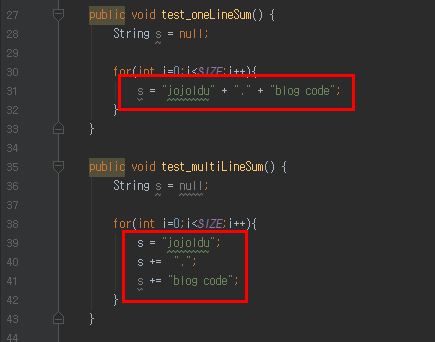 27 public void test_oneLineSum() {
28 String s = null;
29
30 for(int i=0;i<SIZE;i++){
31 s = "jojoldu" + "," + "blog code";
32 }
33 }
34
35 public void test_multiLineSum() {
36 String s = null;
37
38 for(int i=0;i<SIZE;i++){
39 s = "jojoldu";
40 s += ",";
41 s += "blog code";
42 }
43 }
44